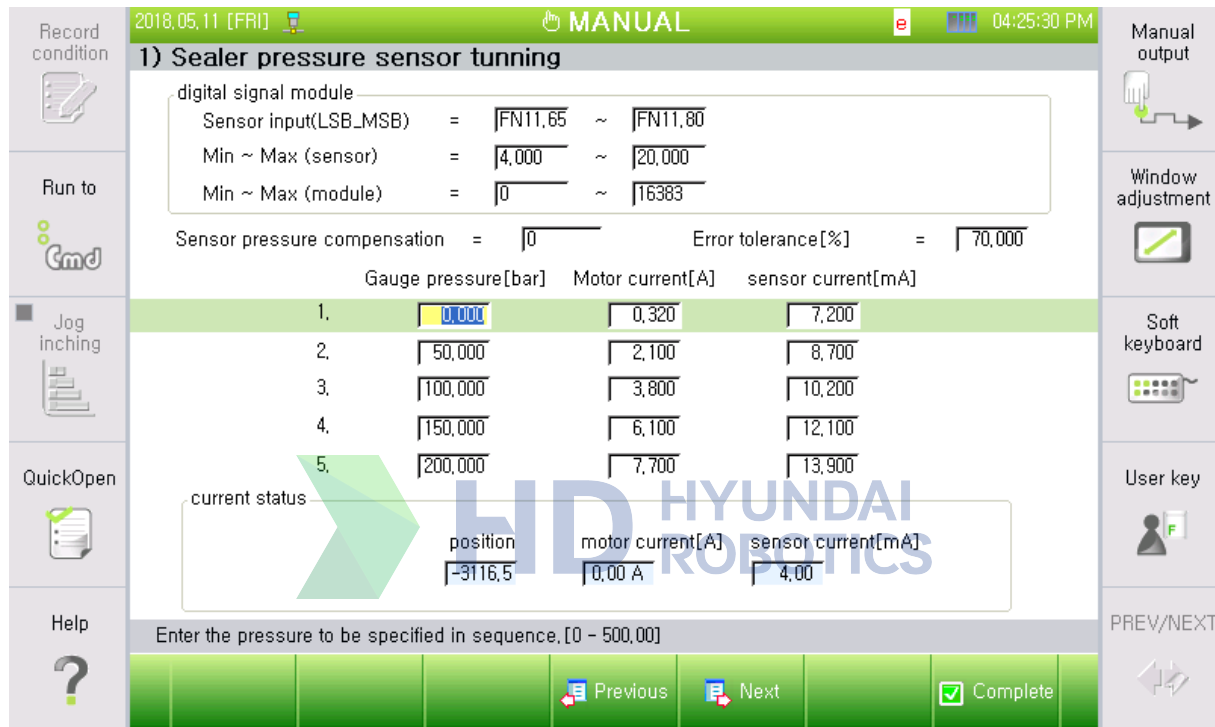 2018,05,11 [FRI] MANUAL e 04:25:30 PM
1) Sealer pressure sensor tunning
Record
condition
Run to
Cmd
Jog
inching
QuickOpen
Help
digital signal module
Sensor input(LSB_MSB) = FN11,65 ~ FN11,80
Min ~ Max (sensor) = 4,000 ~ 20,000
Min ~ Max (module) = 0 ~ 16383
Sensor pressure compensation = 0 Error tolerance[%] = 70,000
Gauge pressure[bar] Motor current[A] sensor current[mA]
1, 0,000 0,320 7,200
2, 50,000 2,100 8,700
3, 100,000 3,800 10,200
4, 150,000 6,100 12,100
5, 200,000 7,700 13,900
current status
position motor current[A] sensor current[mA]
-3116,5 0,00 A 4,00
HD HYUNDAI
ROBOTICS
Enter the pressure to be specified in sequence,[0 - 500,00]
Previous Next Complete
Manual
output
Window
adjustment
Soft
keyboard
User key
F
PREV/NEXT